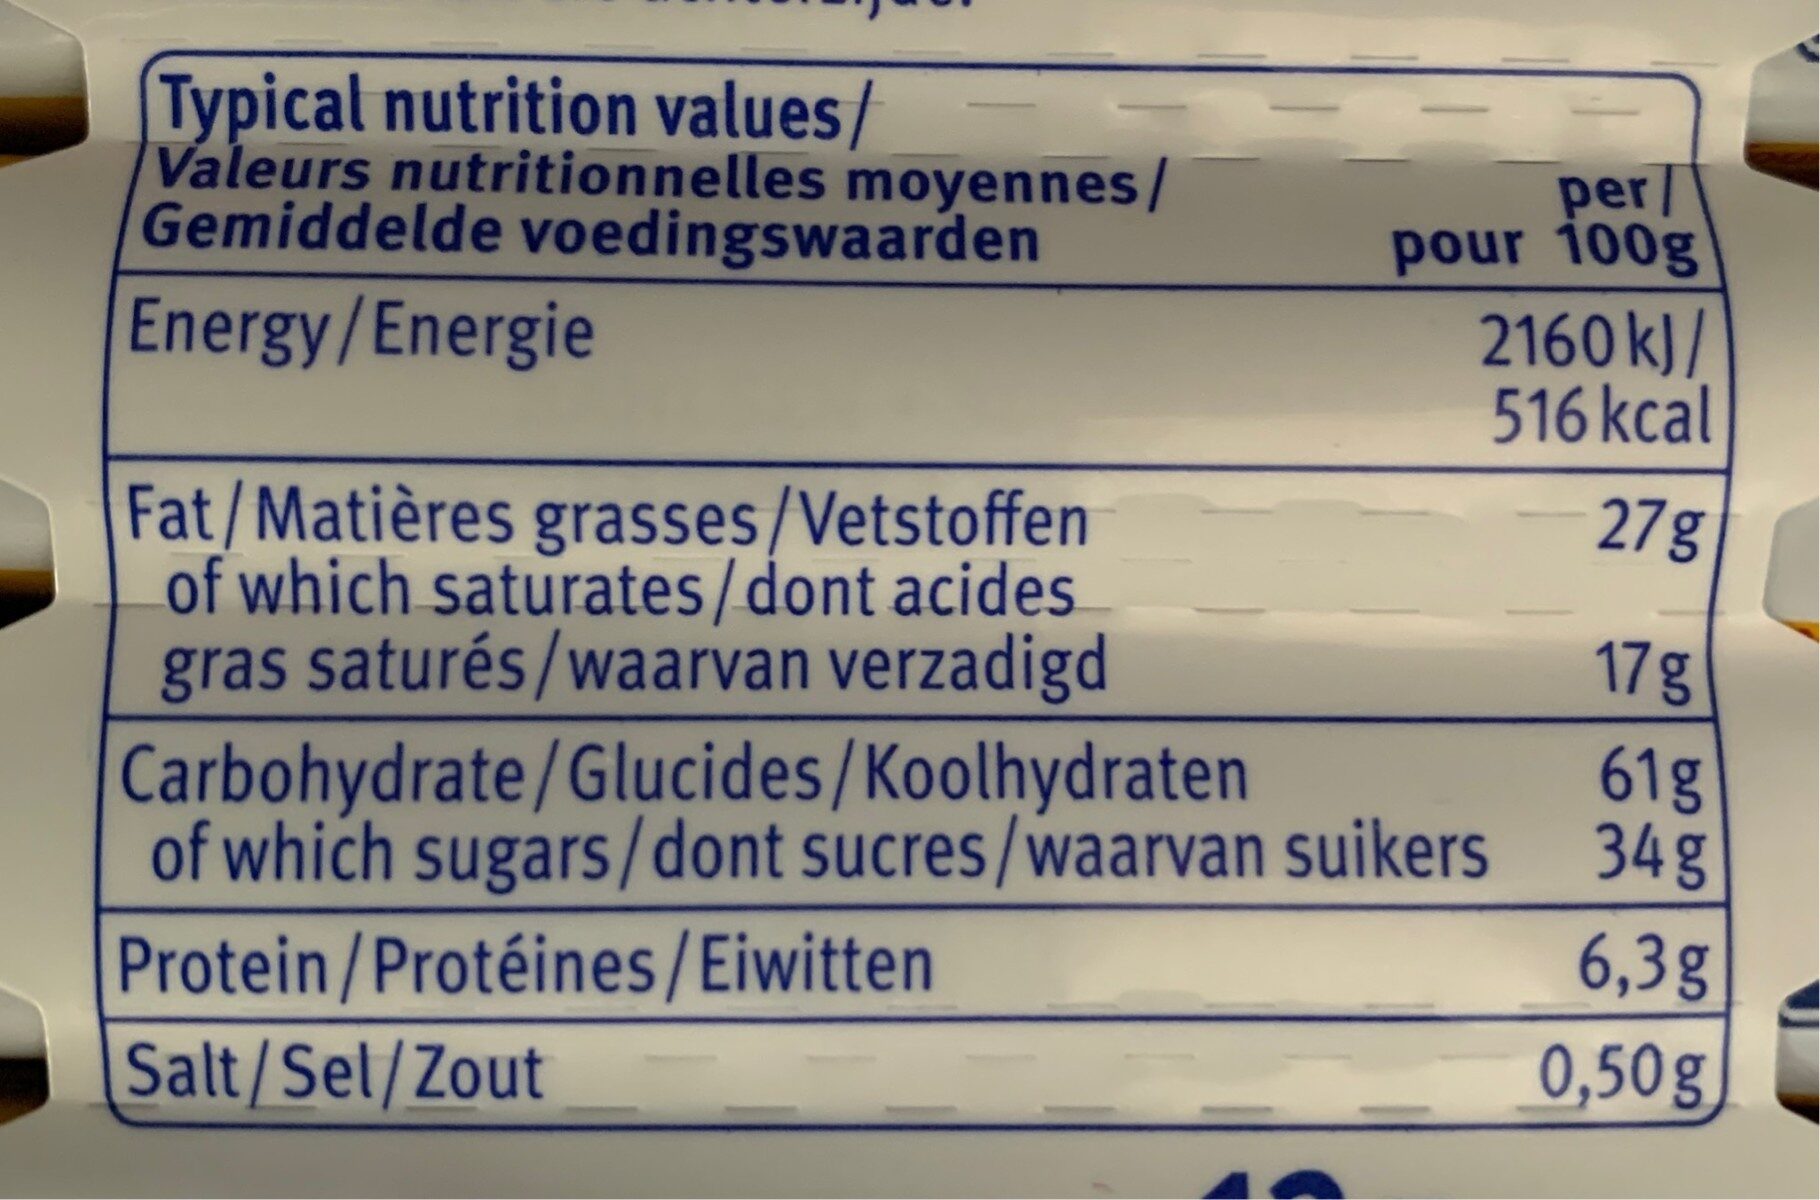 Typical nutrition values/
Valeurs nutritionnelles moyennes/ per/
Gemiddelde voedingswaarden pour 100g
Energy/Energie 2160 kJ/
516 kcal
Fat/Matières grasses/Vetstoffen 27g
of which saturates/dont acides
gras saturés/waarvan verzadigd 17g
Carbohydrate/Glucides/Koolhydraten 61g
of which sugars/dont sucres/waarvan suikers 34g
Protein/Protéines/Eiwitten 6,3g
Salt/Sel/Zout 0,50g